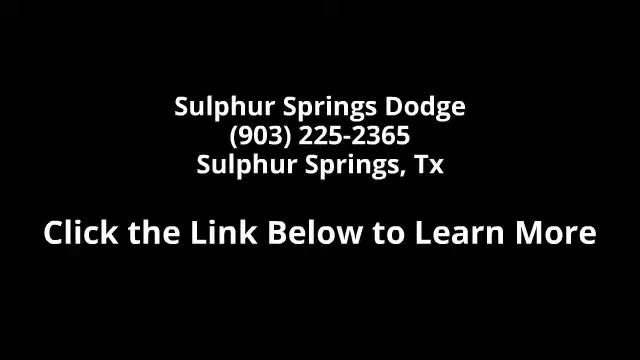 Sulphur Springs Dodge
(903) 225-2365
Sulphur Springs, Tx
Click the Link Below to Learn More